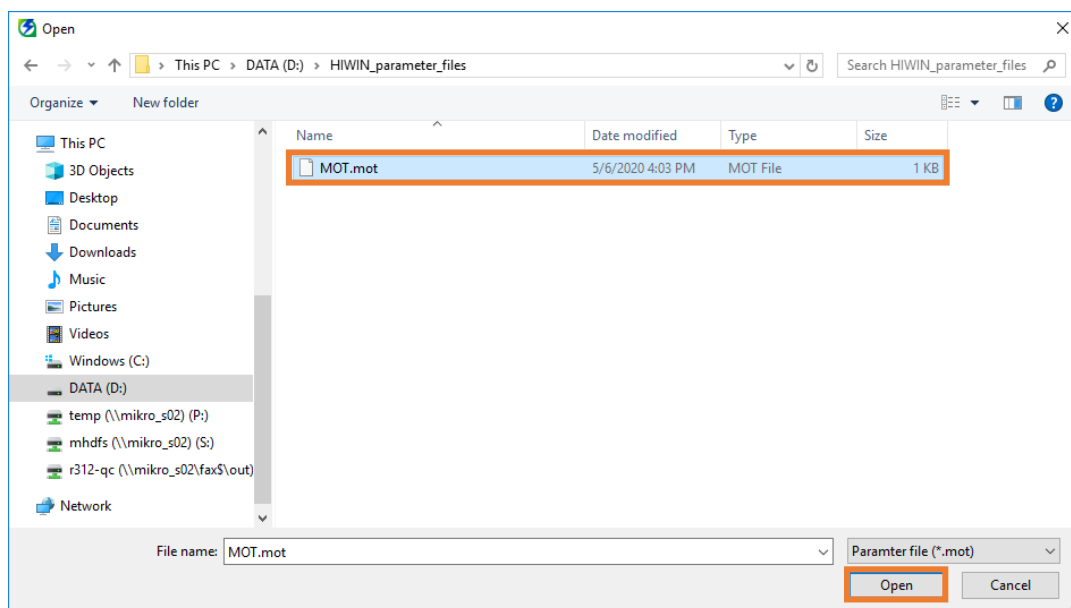 Open
This PC > DATA (D:) > HIWIN_parameter_files
Search HIWIN_parameter_files
Organize
New folder
Name
Date modified
Type
Size
MOT.mot
5/6/2020 4:03 PM
MOT File
1 KB
This PC
3D Objects
Desktop
Documents
Downloads
Music
Pictures
Videos
Windows (C:)
DATA (D:)
temp (\\mikro_s02) (P:)
mhdfs (\\mikro_s02) (S:)
r312-qc (\\mikro_s02\fax$\out)
Network
File name: MOT.mot
Paramter file (*.mot)
Open
Cancel